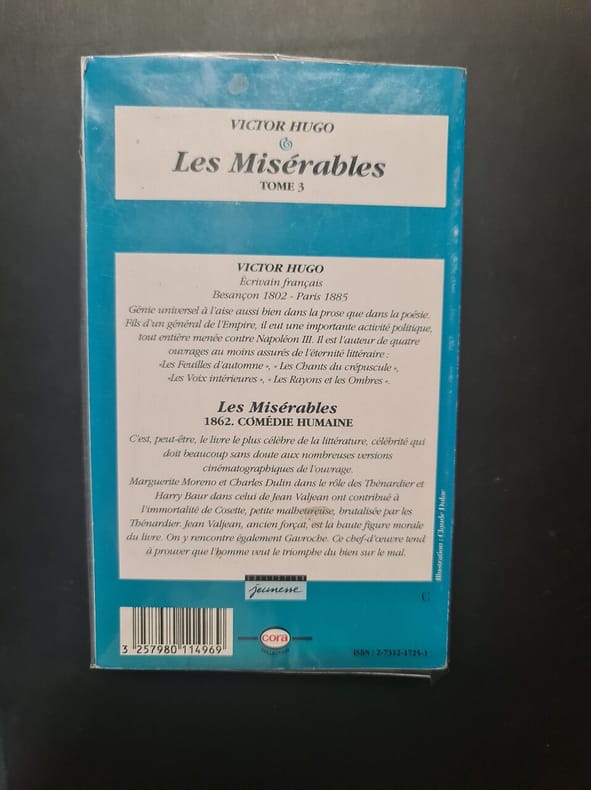 VICTOR HUGO
Les Misérables
TOME 3
VICTOR HUGO
Écrivain français
Besançon 1802 - Paris 1885
Génie universel à l'aise aussi bien dans la prose que dans la poésie.
Fils d'un général de l'Empire, il eut une importante activité politique,
tout entière menée contre Napoléon III. Il est l'auteur de quatre
ouvrages au moins assurés de l'éternité littéraire :
«Les Feuilles d'automne », « Les Chants du crépuscule »,
«Les Voix intérieures », « Les Rayons et les Ombres ».
Les Misérables
1862. COMÉDIE HUMAINE
C'est, peut-être, le livre le plus célèbre de la littérature, célébrité qui
doit beaucoup sans doute aux nombreuses versions
cinématographiques de l'ouvrage.
Marguerite Moreno et Charles Dulin dans le rôle des Thénardier et
Harry Baur dans celui de Jean Valjean ont contribué à
l'immortalité de Cosette, petite malheureuse, brutalisée par les
Thénardier. Jean Valjean, ancien forçat, est la haute figure morale
du livre. On y rencontre également Gavroche. Ce chef-d'œuvre tend
à prouver que l'homme veut le triomphe du bien sur le mal.
Illustration : Claude Dulac
COLLECTION
jeunesse
C
3 257980 114969
cora
COLLECTION
ISBN : 2-7312-1725-1